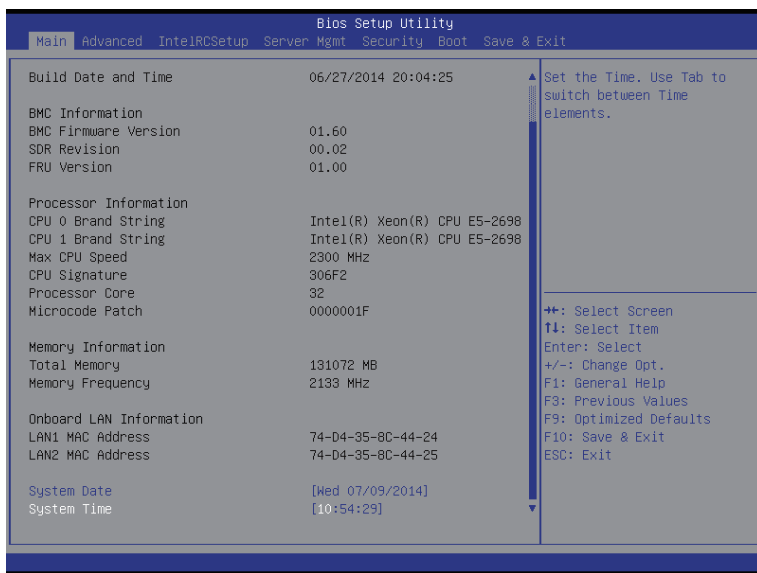 Bios Setup Utility
Main Advanced IntelRCSetup Server Mgmt Security Boot Save & Exit
Build Date and Time 06/27/2014 20:04:25
BMC Information
BMC Firmware Version 01.60
SDR Revision 00.02
FRU Version 01.00
Processor Information
CPU 0 Brand String Intel(R) Xeon(R) CPU E5-2698
CPU 1 Brand String Intel(R) Xeon(R) CPU E5-2698
Max CPU Speed 2300 MHz
CPU Signature 306F2
Processor Core 32
Microcode Patch 0000001F
Memory Information
Total Memory 131072 MB
Memory Frequency 2133 MHz
Onboard LAN Information
LAN1 MAC Address 74-D4-35-8C-44-24
LAN2 MAC Address 74-D4-35-8C-44-25
System Date [Wed 07/09/2014]
System Time [10:54:29]
Set the Time. Use Tab to
switch between Time
elements.
→←: Select Screen
↑↓: Select Item
Enter: Select
+/-: Change Opt.
F1: General Help
F3: Previous Values
F9: Optimized Defaults
F10: Save & Exit
ESC: Exit